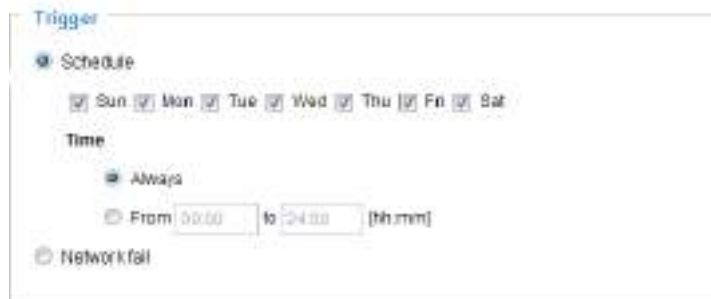 Trigger
Schedule
Sun Mon Tue Wed Thu Fri Sat
Time
Always
From 00:00 to 24:00 [hh:mm]
Network fail